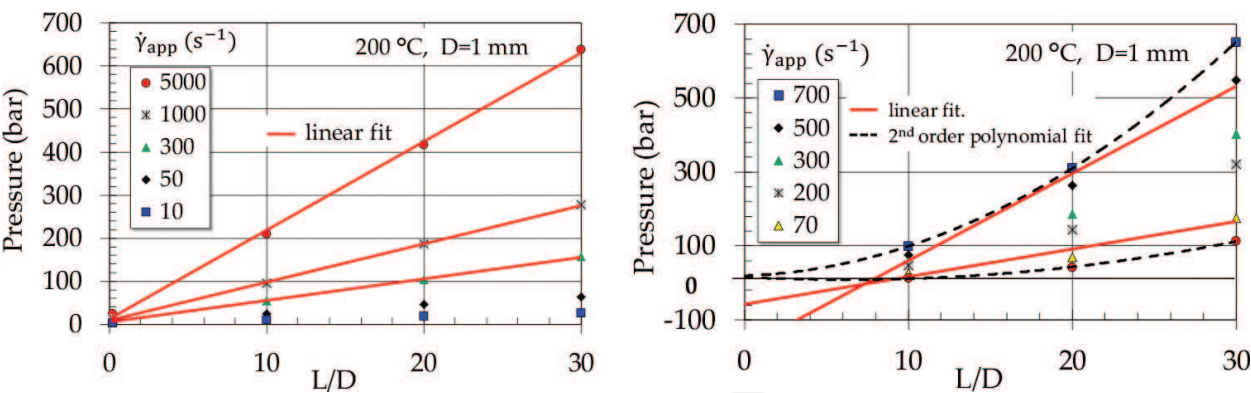 700
600
500
400
300
200
100
0
Pressure (bar)
γ̇app (s−1)
5000
1000
300
50
10
200 °C, D=1 mm
linear fit
0 10 20 30
L/D
700
500
300
100
0
-100
Pressure (bar)
γ̇app (s−1)
700
500
300
200
70
200 °C, D=1 mm
linear fit.
2nd order polynomial fit
0 10 20 30
L/D